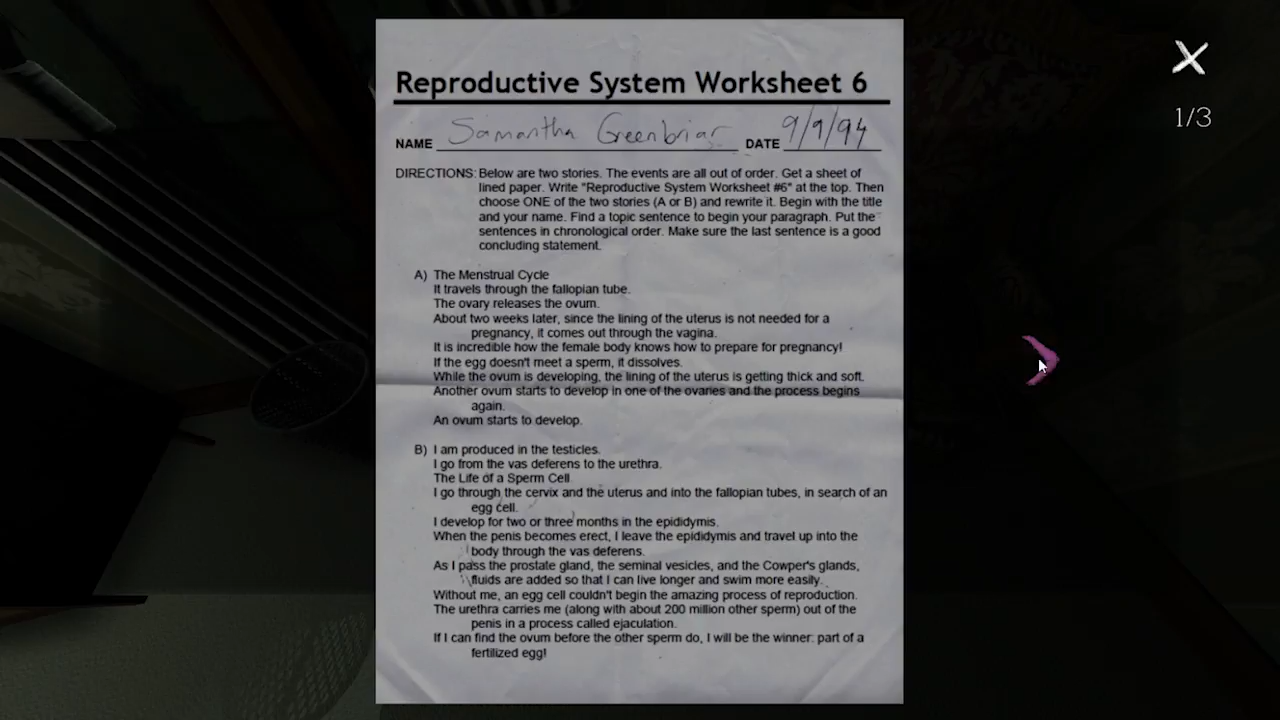 Reproductive System Worksheet 6
NAME Samantha Greenbriar DATE 9/9/94
DIRECTIONS: Below are two stories. The events are all out of order. Get a sheet of
lined paper. Write "Reproductive System Worksheet #6" at the top. Then
choose ONE of the two stories (A or B) and rewrite it. Begin with the title
and your name. Find a topic sentence to begin your paragraph. Put the
sentences in chronological order. Make sure the last sentence is a good
concluding statement.
A) The Menstrual Cycle
It travels through the fallopian tube.
The ovary releases the ovum.
About two weeks later, since the lining of the uterus is not needed for a
pregnancy, it comes out through the vagina.
It is incredible how the female body knows how to prepare for pregnancy!
If the egg doesn't meet a sperm, it dissolves.
While the ovum is developing, the lining of the uterus is getting thick and soft.
Another ovum starts to develop in one of the ovaries and the process begins
again.
An ovum starts to develop.
B) I am produced in the testicles.
I go from the vas deferens to the urethra.
The Life of a Sperm Cell
I go through the cervix and the uterus and into the fallopian tubes, in search of an
egg cell.
I develop for two or three months in the epididymis.
When the penis becomes erect, I leave the epididymis and travel up into the
body through the vas deferens.
As I pass the prostate gland, the seminal vesicles, and the Cowper's glands,
fluids are added so that I can live longer and swim more easily.
Without me, an egg cell couldn't begin the amazing process of reproduction.
The urethra carries me (along with about 200 million other sperm) out of the
penis in a process called ejaculation.
If I can find the ovum before the other sperm do, I will be the winner: part of a
fertilized egg!
1/3